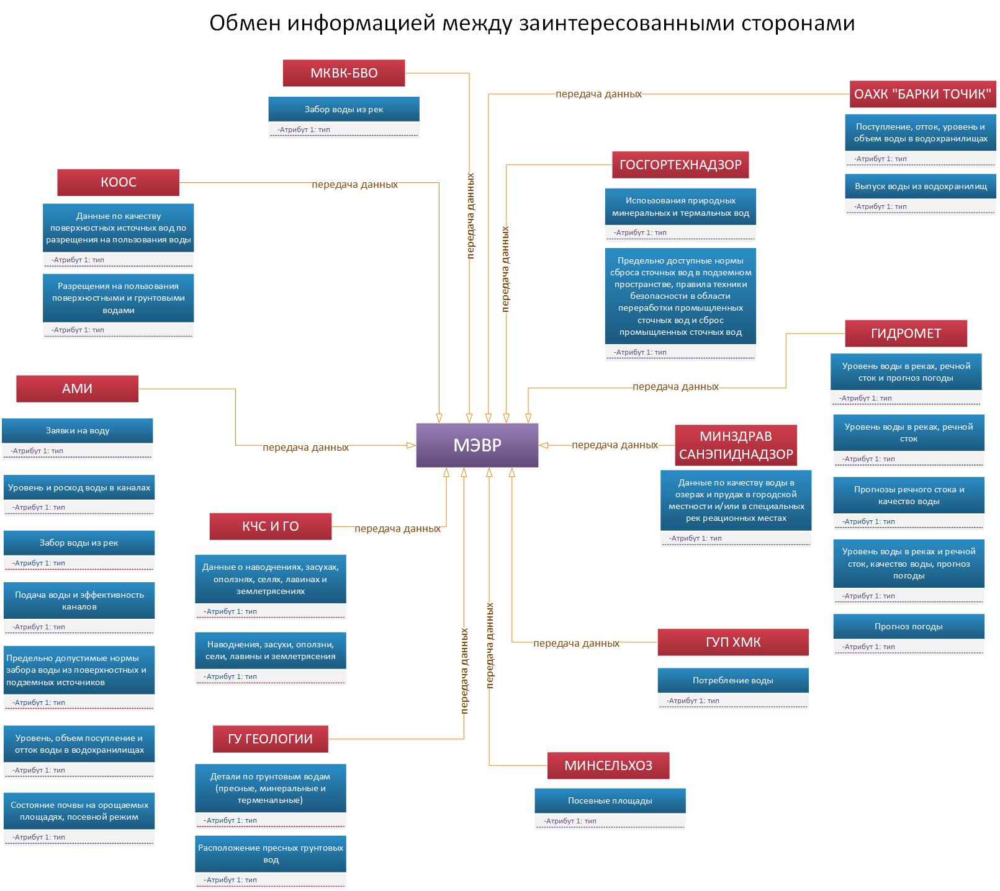 Обмен информацией между заинтересованными сторонами
МКВК-БВО
Забор воды из рек
-Атрибут 1: тип
передача данных
ОАХК "БАРКИ ТОЧИК"
Поступление, отток, уровень и
объем воды в водохранилищах
-Атрибут 1: тип
Выпуск воды из водохранилищ
-Атрибут 1: тип
передача данных
ГОСГОРТЕХНАДЗОР
Испоьзования природных
минеральных и термальных вод
-Атрибут 1: тип
Предельно доступные нормы
сброса сточных вод в подземном
пространстве, правила техники
безопасности в области
переработки промыщленных
сточных вод и сброс
промыщленных сточных вод
-Атрибут 1: тип
передача данных
КООС
передача данных
Данные по качеству
поверхностных источных вод по
разрещения на пользования воды
-Атрибут 1: тип
Разрещения на пользования
поверхностными и грунтовыми
водами
-Атрибут 1: тип
ГИДРОМЕТ
передача данных
Уровень воды в реках, речной
сток и прогноз погоды
-Атрибут 1: тип
Уровень воды в реках, речной
сток
-Атрибут 1: тип
Прогнозы речного стока и
качество воды
-Атрибут 1: тип
Уровень воды в реках и речной
сток, качество воды, прогноз
погоды
-Атрибут 1: тип
Прогноз погоды
-Атрибут 1: тип
АМИ
передача данных
Заявки на воду
-Атрибут 1: тип
Уровень и росход воды в каналах
-Атрибут 1: тип
Забор воды из рек
-Атрибут 1: тип
Подача воды и эффективность
каналов
-Атрибут 1: тип
Предельно допустимые нормы
забора воды из поверхностных и
подземных источников
-Атрибут 1: тип
Уровень, объем посупление и
отток воды в водохранилищах
-Атрибут 1: тип
Состояние почвы на орощаемых
площадях, посевной режим
-Атрибут 1: тип
МЭВР
передача данных
МИНЗДРАВ
САНЭПИДНАДЗОР
Данные по качеству воды в
озерах и прудах в городской
местности и/или в специальных
рек реационных местах
-Атрибут 1: тип
КЧС И ГО
передача данных
Данные о наводнениях, засухах,
оползнях, селях, лавинах и
землетрясениях
-Атрибут 1: тип
Наводнения, засухи, оползни,
сели, лавины и землетрясения
-Атрибут 1: тип
передача данных
ГУП ХМК
Потребление воды
-Атрибут 1: тип
ГУ ГЕОЛОГИИ
передача данных
Детали по грунтовым водам
(пресные, минеральные и
терменальные)
-Атрибут 1: тип
Расположение пресных грунтовых
вод
-Атрибут 1: тип
передача данных
МИНСЕЛЬХОЗ
Посевные площады
-Атрибут 1: тип